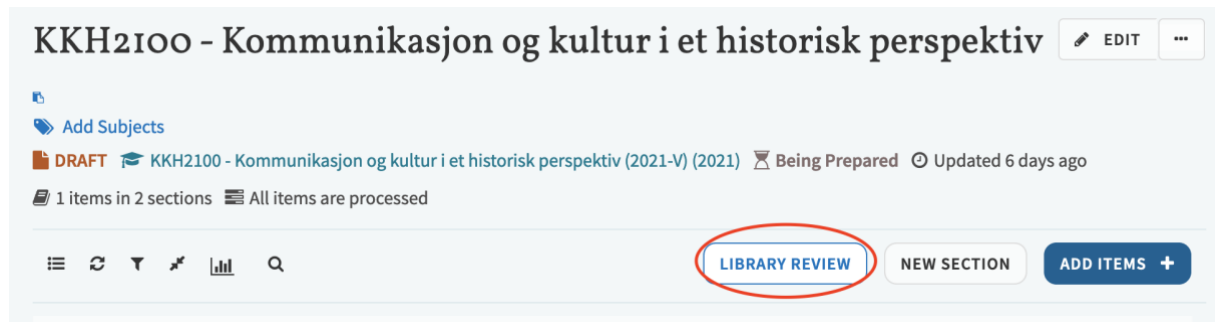 KKH2100 - Kommunikasjon og kultur i et historisk perspektiv EDIT
Add Subjects
DRAFT KKH2100 - Kommunikasjon og kultur i et historisk perspektiv (2021-V) (2021) Being Prepared Updated 6 days ago
1 items in 2 sections All items are processed
LIBRARY REVIEW NEW SECTION ADD ITEMS +